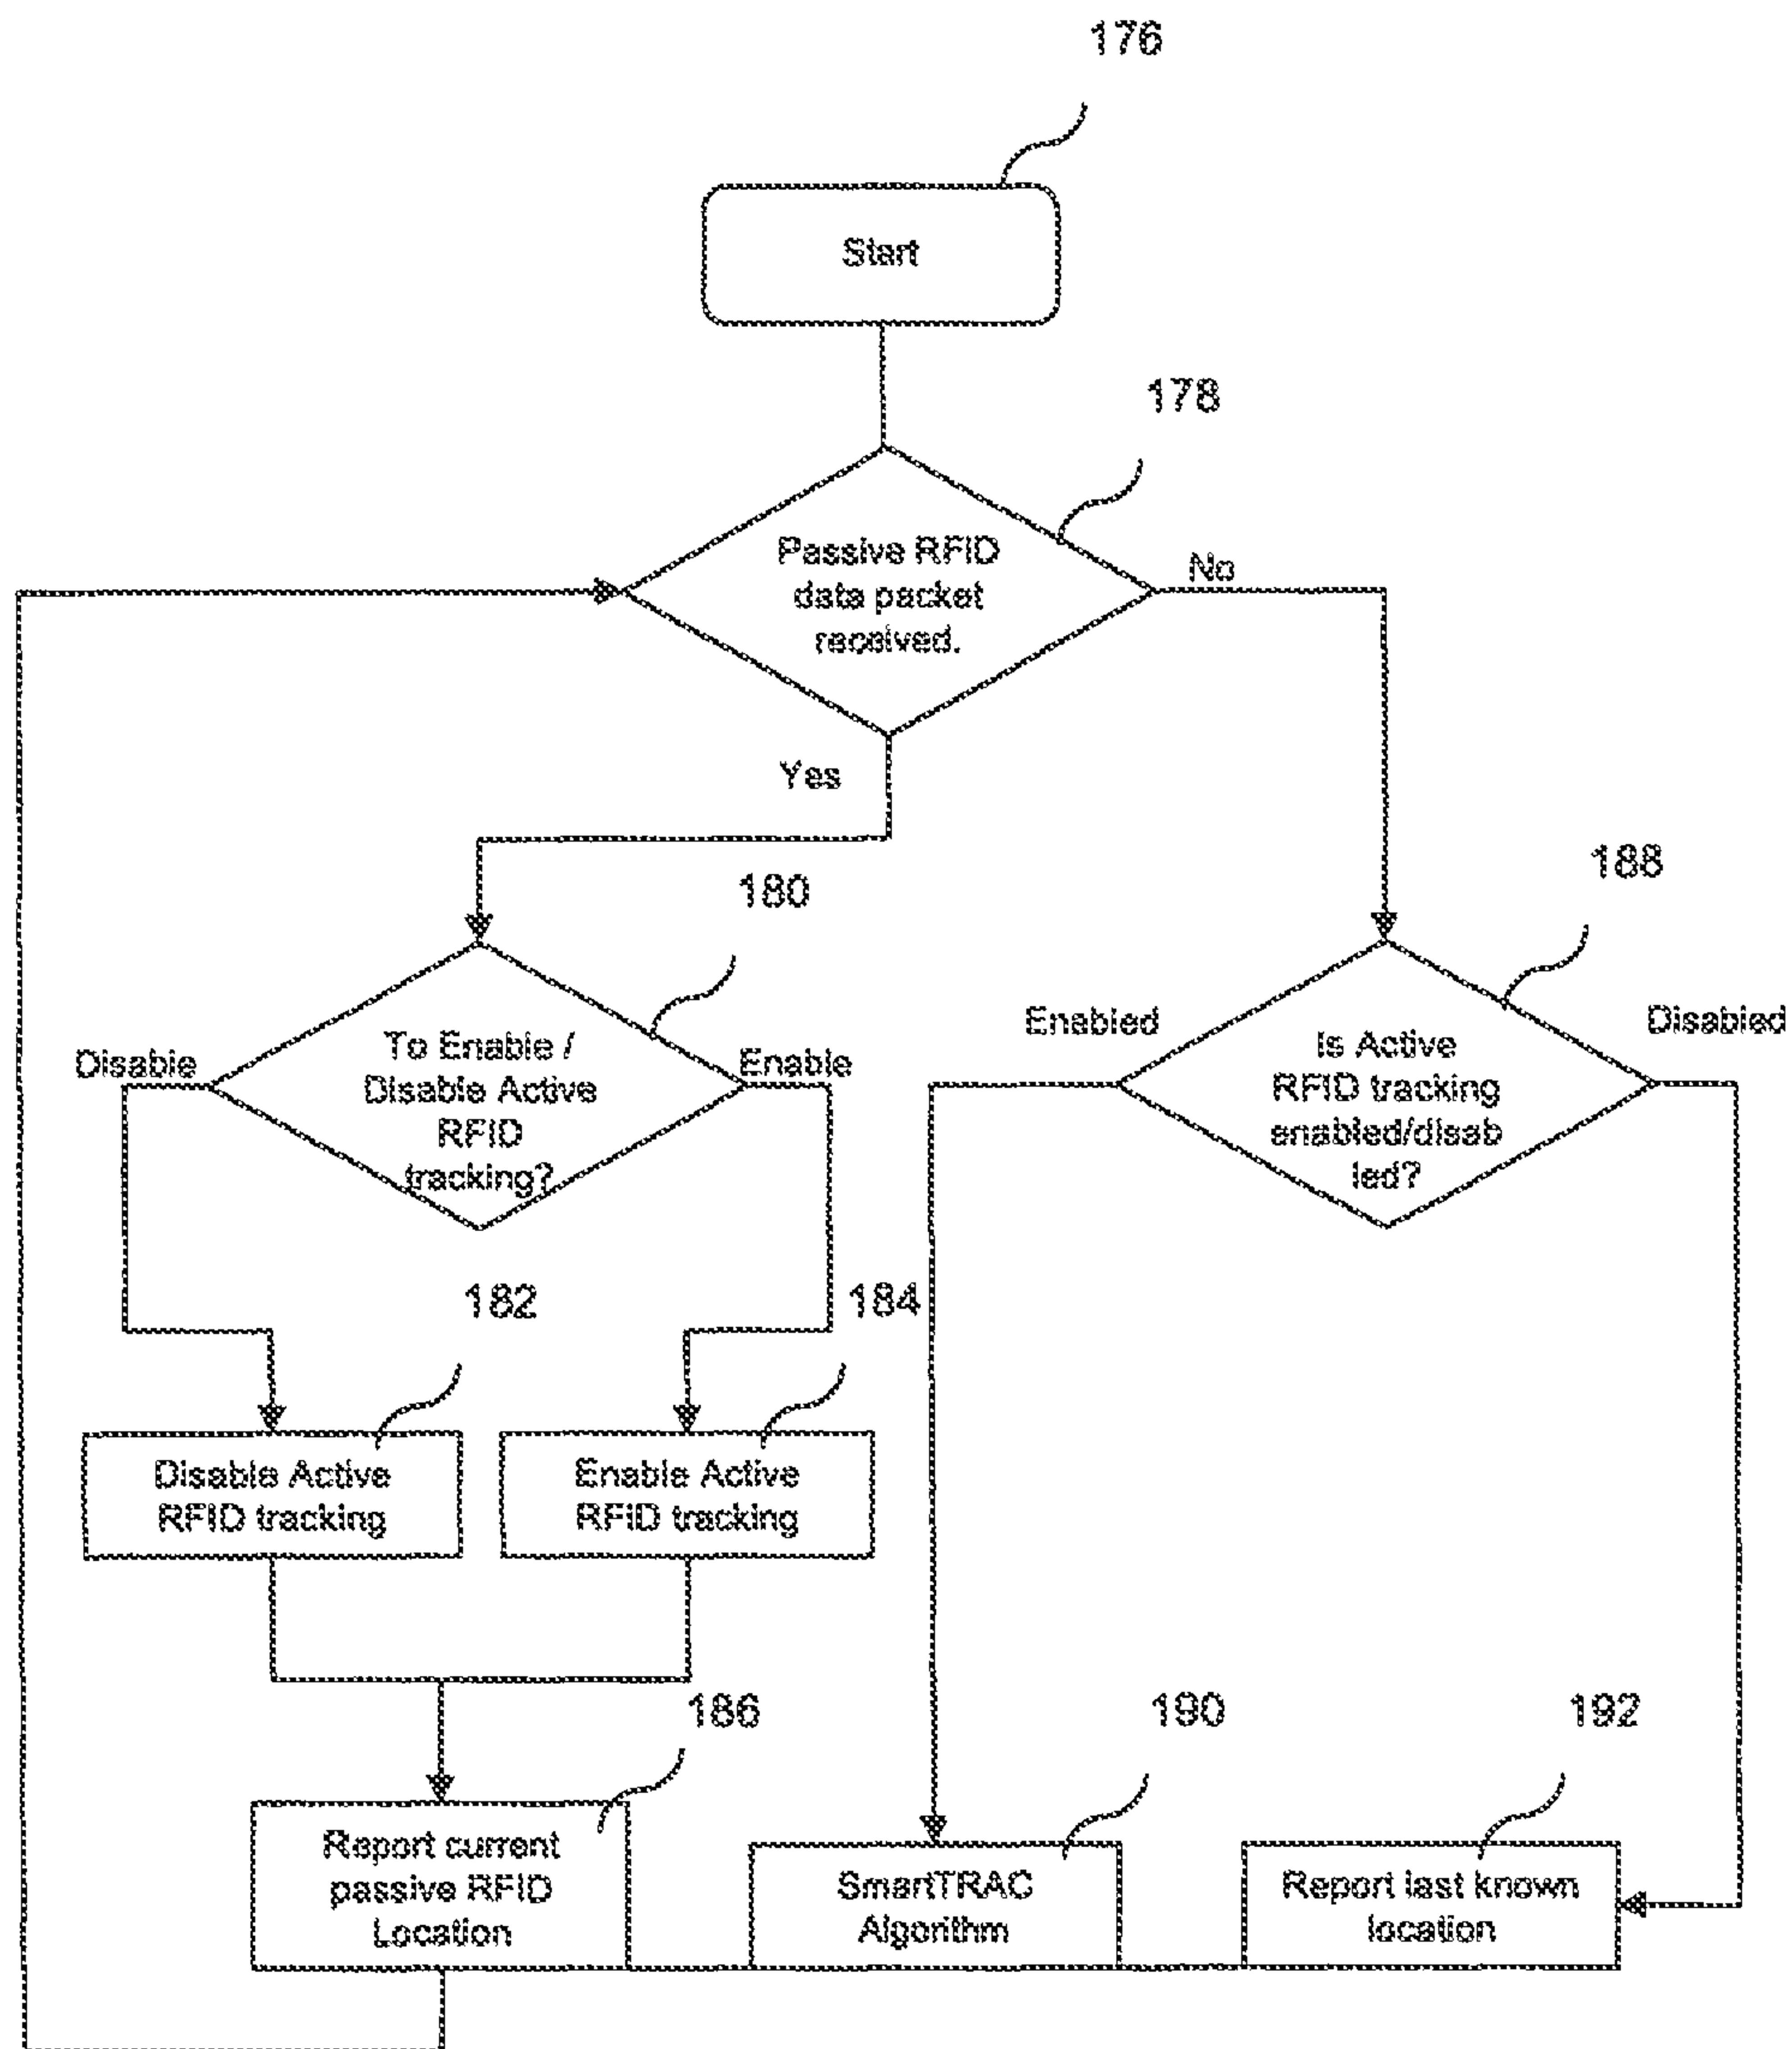 176
Start
178
Passive RFID
data packet
received.
No
Yes
180
188
To Enable /
Disable Active
RFID
tracking?
Disable
Enable
Is Active
RFID tracking
enabled/disab
led?
Enabled
Disabled
182
184
Disable Active
RFID tracking
Enable Active
RFID tracking
186
190
192
Report current
passive RFID
Location
SmartTRAC
Algorithm
Report last known
location